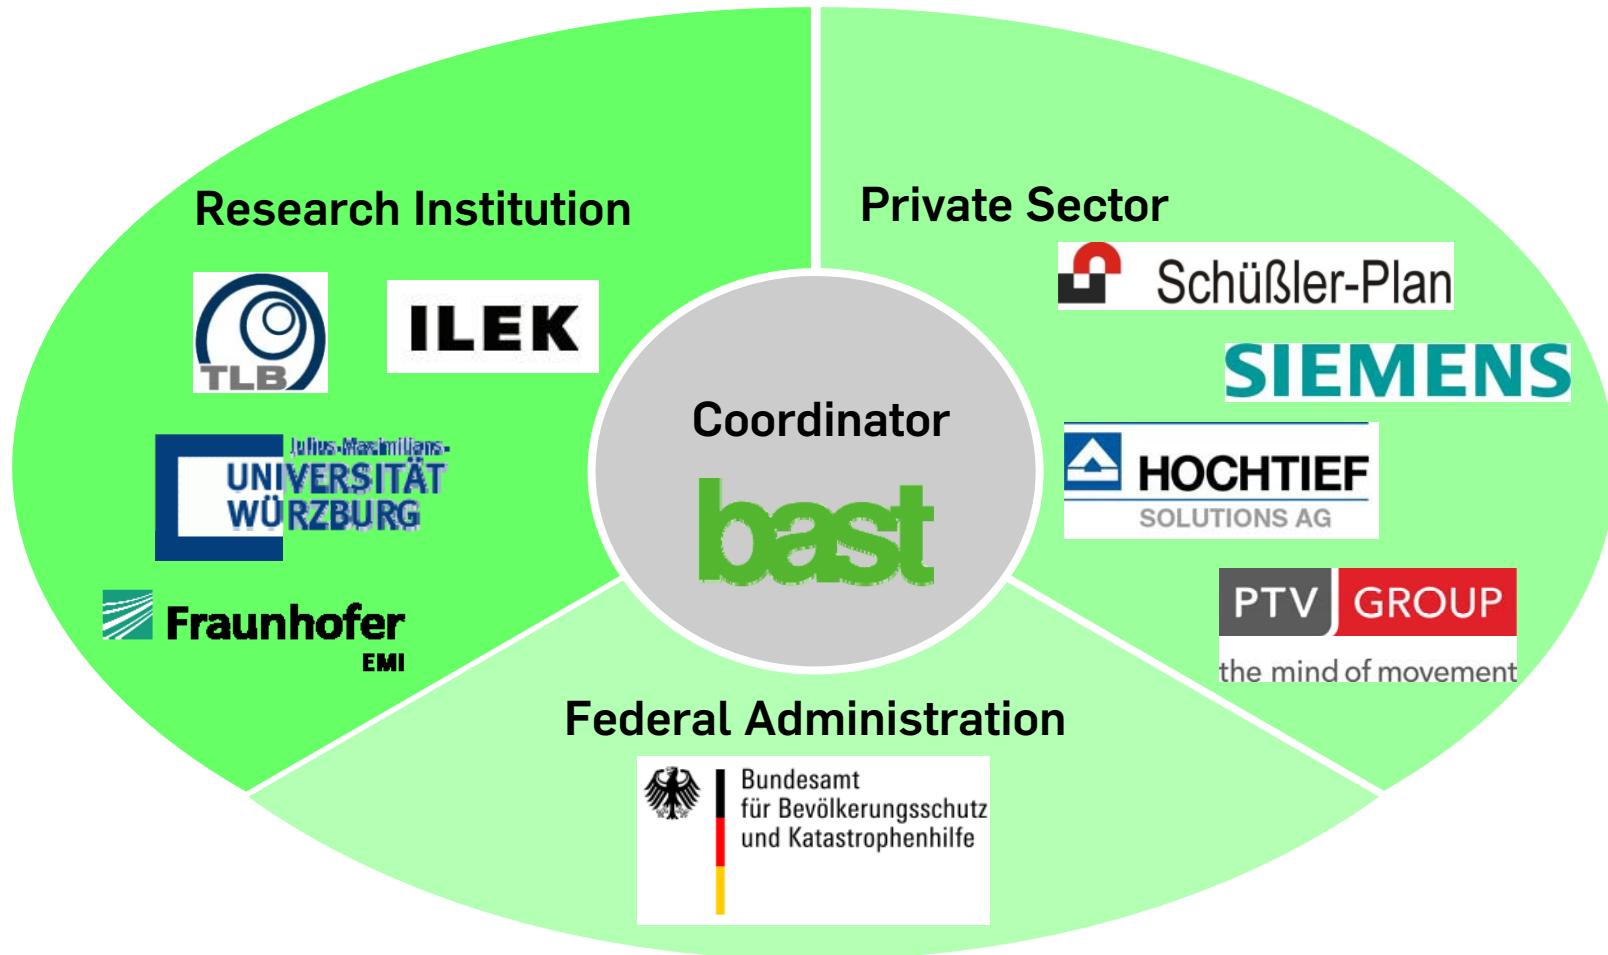 Research Institution
TLB
ILEK
Julius-Maximilians-
UNIVERSITÄT
WÜRZBURG
Fraunhofer
EMI
Private Sector
Schüßler-Plan
SIEMENS
HOCHTIEF
SOLUTIONS AG
PTV GROUP
the mind of movement
Coordinator
bast
Federal Administration
Bundesamt
für Bevölkerungsschutz
und Katastrophenhilfe